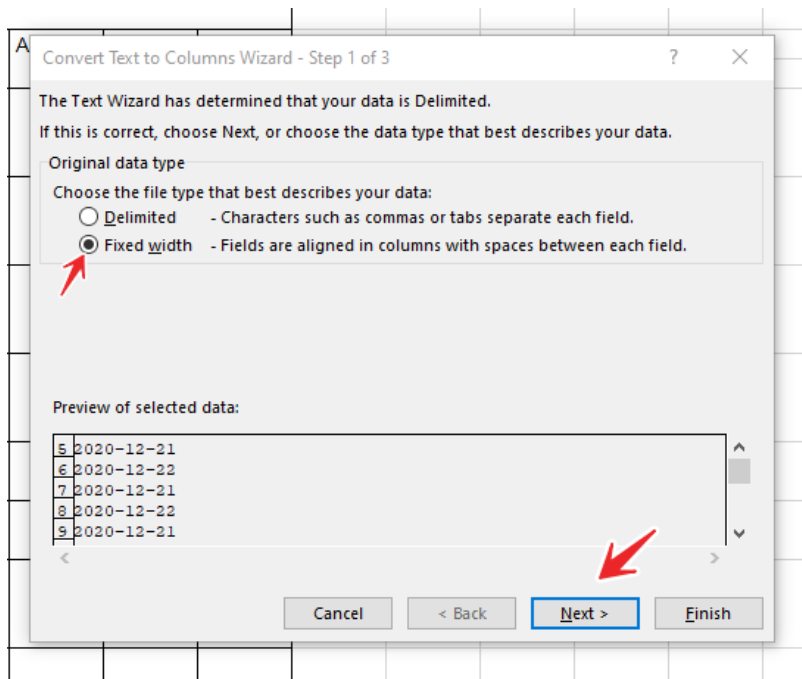 A
Convert Text to Columns Wizard - Step 1 of 3 ?
The Text Wizard has determined that your data is Delimited.
If this is correct, choose Next, or choose the data type that best describes your data.
Original data type
Choose the file type that best describes your data:
Delimited - Characters such as commas or tabs separate each field.
Fixed width - Fields are aligned in columns with spaces between each field.
Preview of selected data:
5 2020-12-21
6 2020-12-22
7 2020-12-21
8 2020-12-22
9 2020-12-21
Cancel < Back Next > Finish